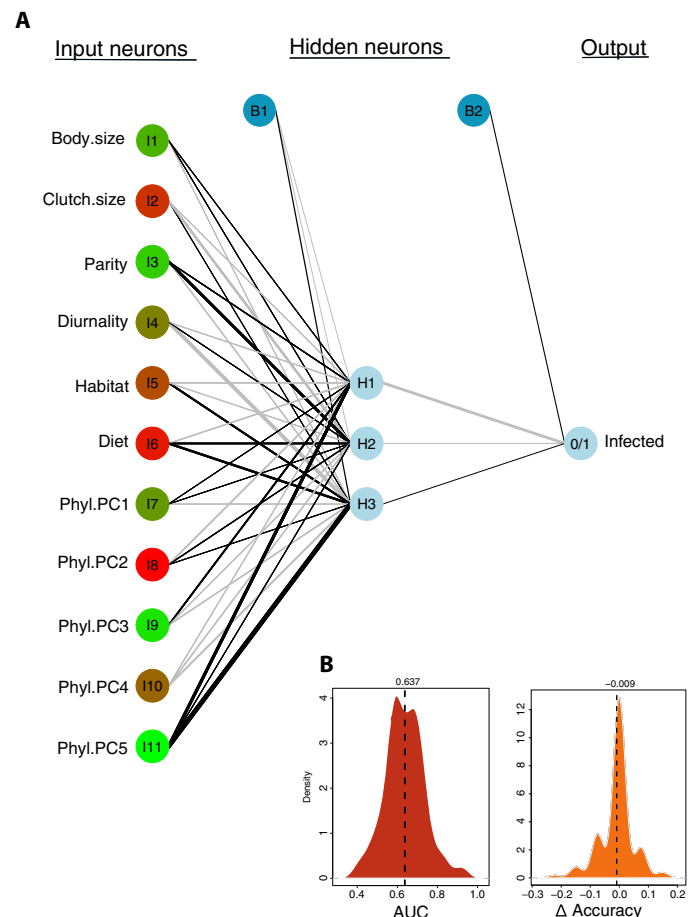 A
Input neurons
Hidden neurons
Output
B1
B2
Body.size I1
Clutch.size I2
Parity I3
Diurnality I4
Habitat I5
H1
Diet I6
H2
0/1 Infected
Phyl.PC1 I7
H3
Phyl.PC2 I8
Phyl.PC3 I9
Phyl.PC4 I10
Phyl.PC5 I11
B
0.637
Density
0 1 2 3 4
0.4 0.6 0.8 1.0
AUC
−0.009
0 2 4 6 8 10 12
−0.3 −0.2 −0.1 0.0 0.1 0.2
Δ Accuracy